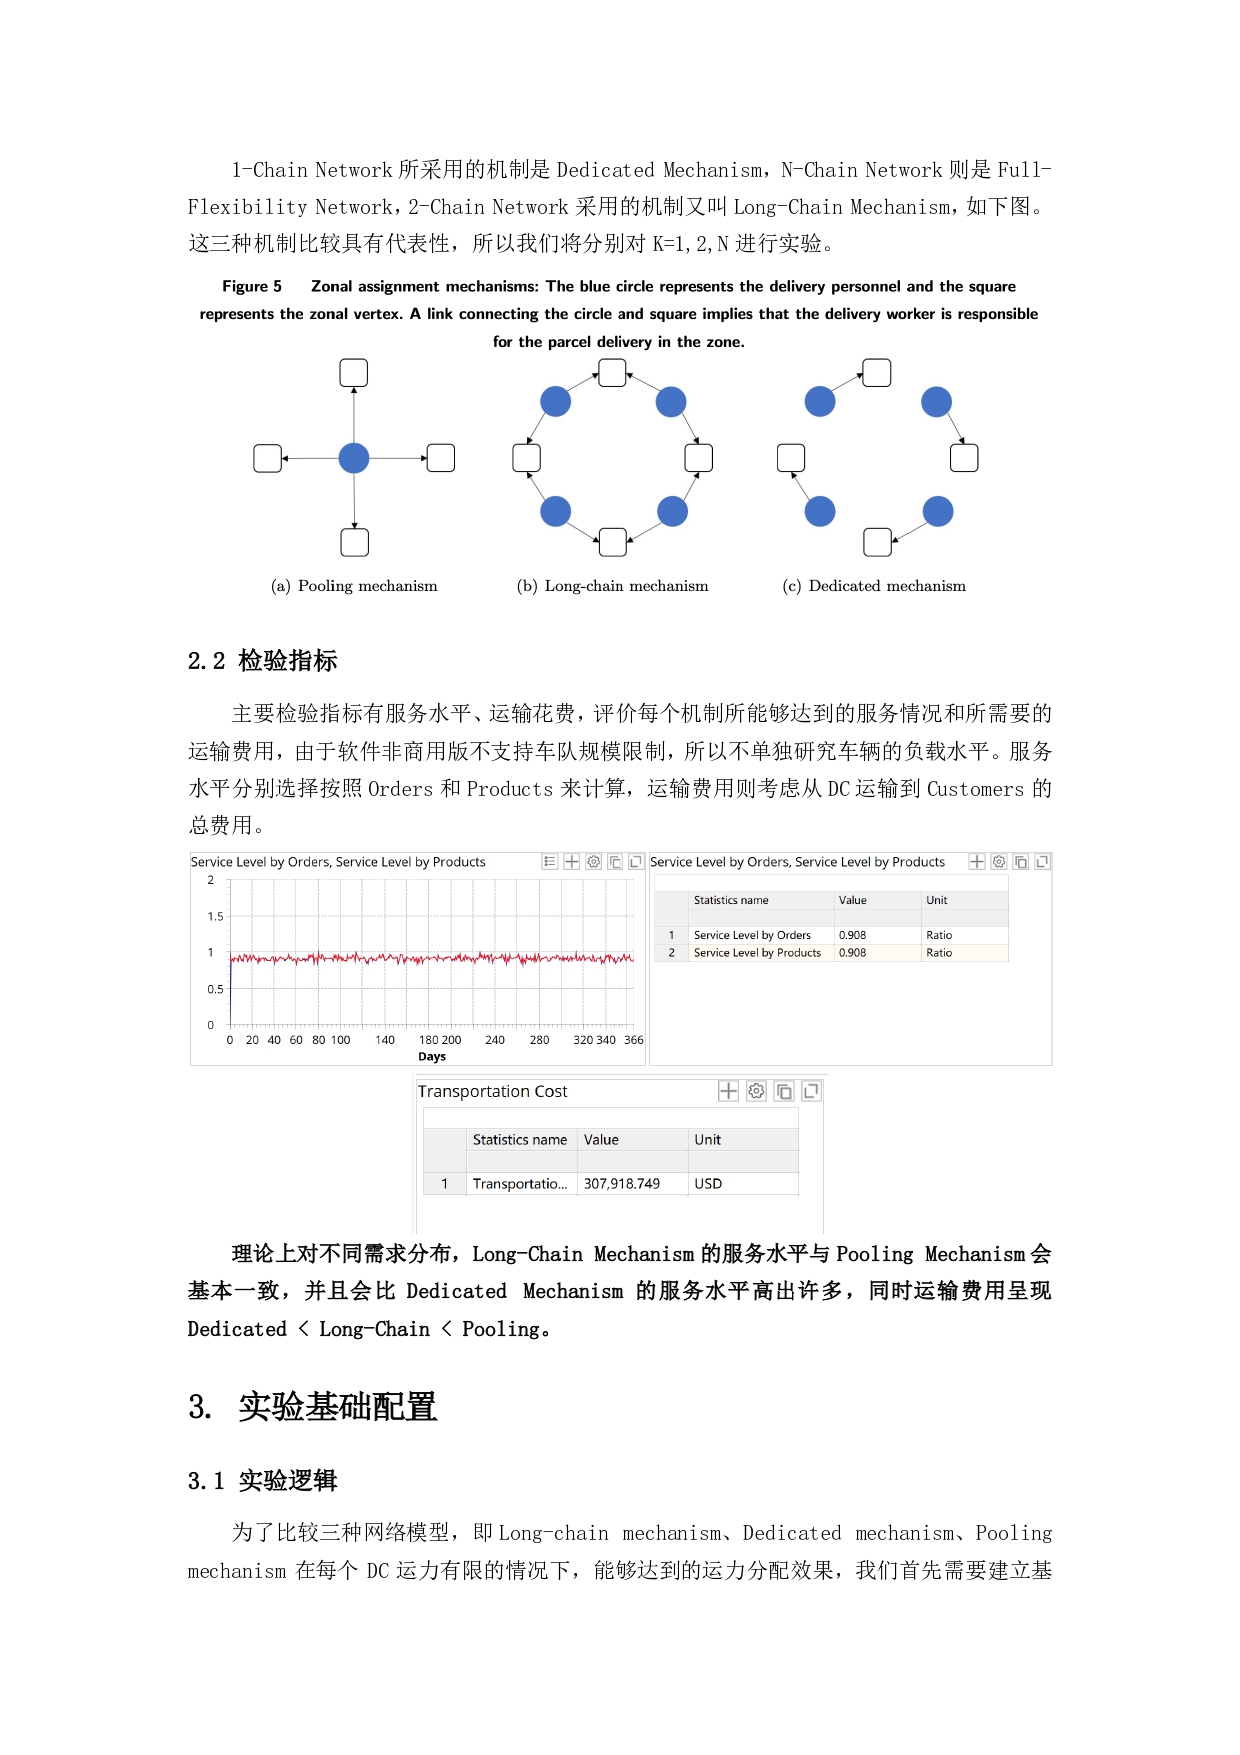 1-Chain Network 所采用的机制是 Dedicated Mechanism，N-Chain Network 则是 Full-
Flexibility Network，2-Chain Network 采用的机制又叫 Long-Chain Mechanism，如下图。
这三种机制比较具有代表性，所以我们将分别对 K=1,2,N 进行实验。
Figure 5 Zonal assignment mechanisms: The blue circle represents the delivery personnel and the square
represents the zonal vertex. A link connecting the circle and square implies that the delivery worker is responsible
for the parcel delivery in the zone.
(a) Pooling mechanism (b) Long-chain mechanism (c) Dedicated mechanism
2.2 检验指标
主要检验指标有服务水平、运输花费，评价每个机制所能够达到的服务情况和所需要的
运输费用，由于软件非商用版不支持车队规模限制，所以不单独研究车辆的负载水平。服务
水平分别选择按照 Orders 和 Products 来计算，运输费用则考虑从 DC 运输到 Customers 的
总费用。
Service Level by Orders, Service Level by Products
2
1.5
1
0.5
0
0 20 40 60 80 100 140 180 200 240 280 320 340 366
Days
Service Level by Orders, Service Level by Products
Statistics name Value Unit
1 Service Level by Orders 0.908 Ratio
2 Service Level by Products 0.908 Ratio
Transportation Cost
Statistics name Value Unit
1 Transportatio... 307,918.749 USD
理论上对不同需求分布，Long-Chain Mechanism 的服务水平与 Pooling Mechanism 会
基本一致，并且会比 Dedicated Mechanism 的服务水平高出许多，同时运输费用呈现
Dedicated < Long-Chain < Pooling。
3. 实验基础配置
3.1 实验逻辑
为了比较三种网络模型，即 Long-chain mechanism、Dedicated mechanism、Pooling
mechanism 在每个 DC 运力有限的情况下，能够达到的运力分配效果，我们首先需要建立基